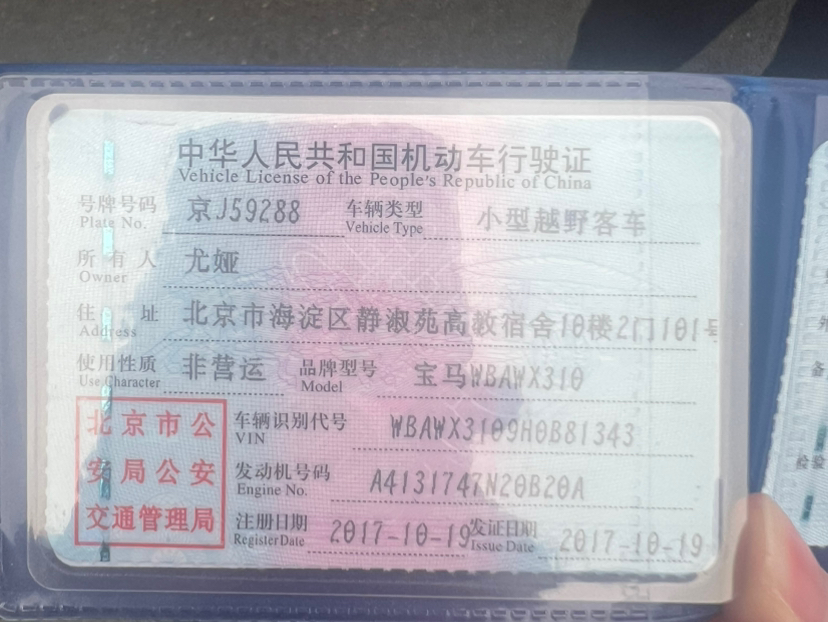 中华人民共和国机动车行驶证
Vehicle License of the People's Republic of China
号牌号码 京J59288 车辆类型 小型越野客车
Plate No. Vehicle Type
所有人 尤娅
Owner
住址 北京市海淀区静淑苑高教宿舍10楼2门101号
Address
使用性质 非营运 品牌型号 宝马WBAWX310
Use Character Model
北京市公安局公安交通管理局
车辆识别代号 WBAWX3109H0B81343
VIN
发动机号码 A4131747N20B20A
Engine No.
注册日期 2017-10-19 发证日期 2017-10-19
Register Date Issue Date
检验